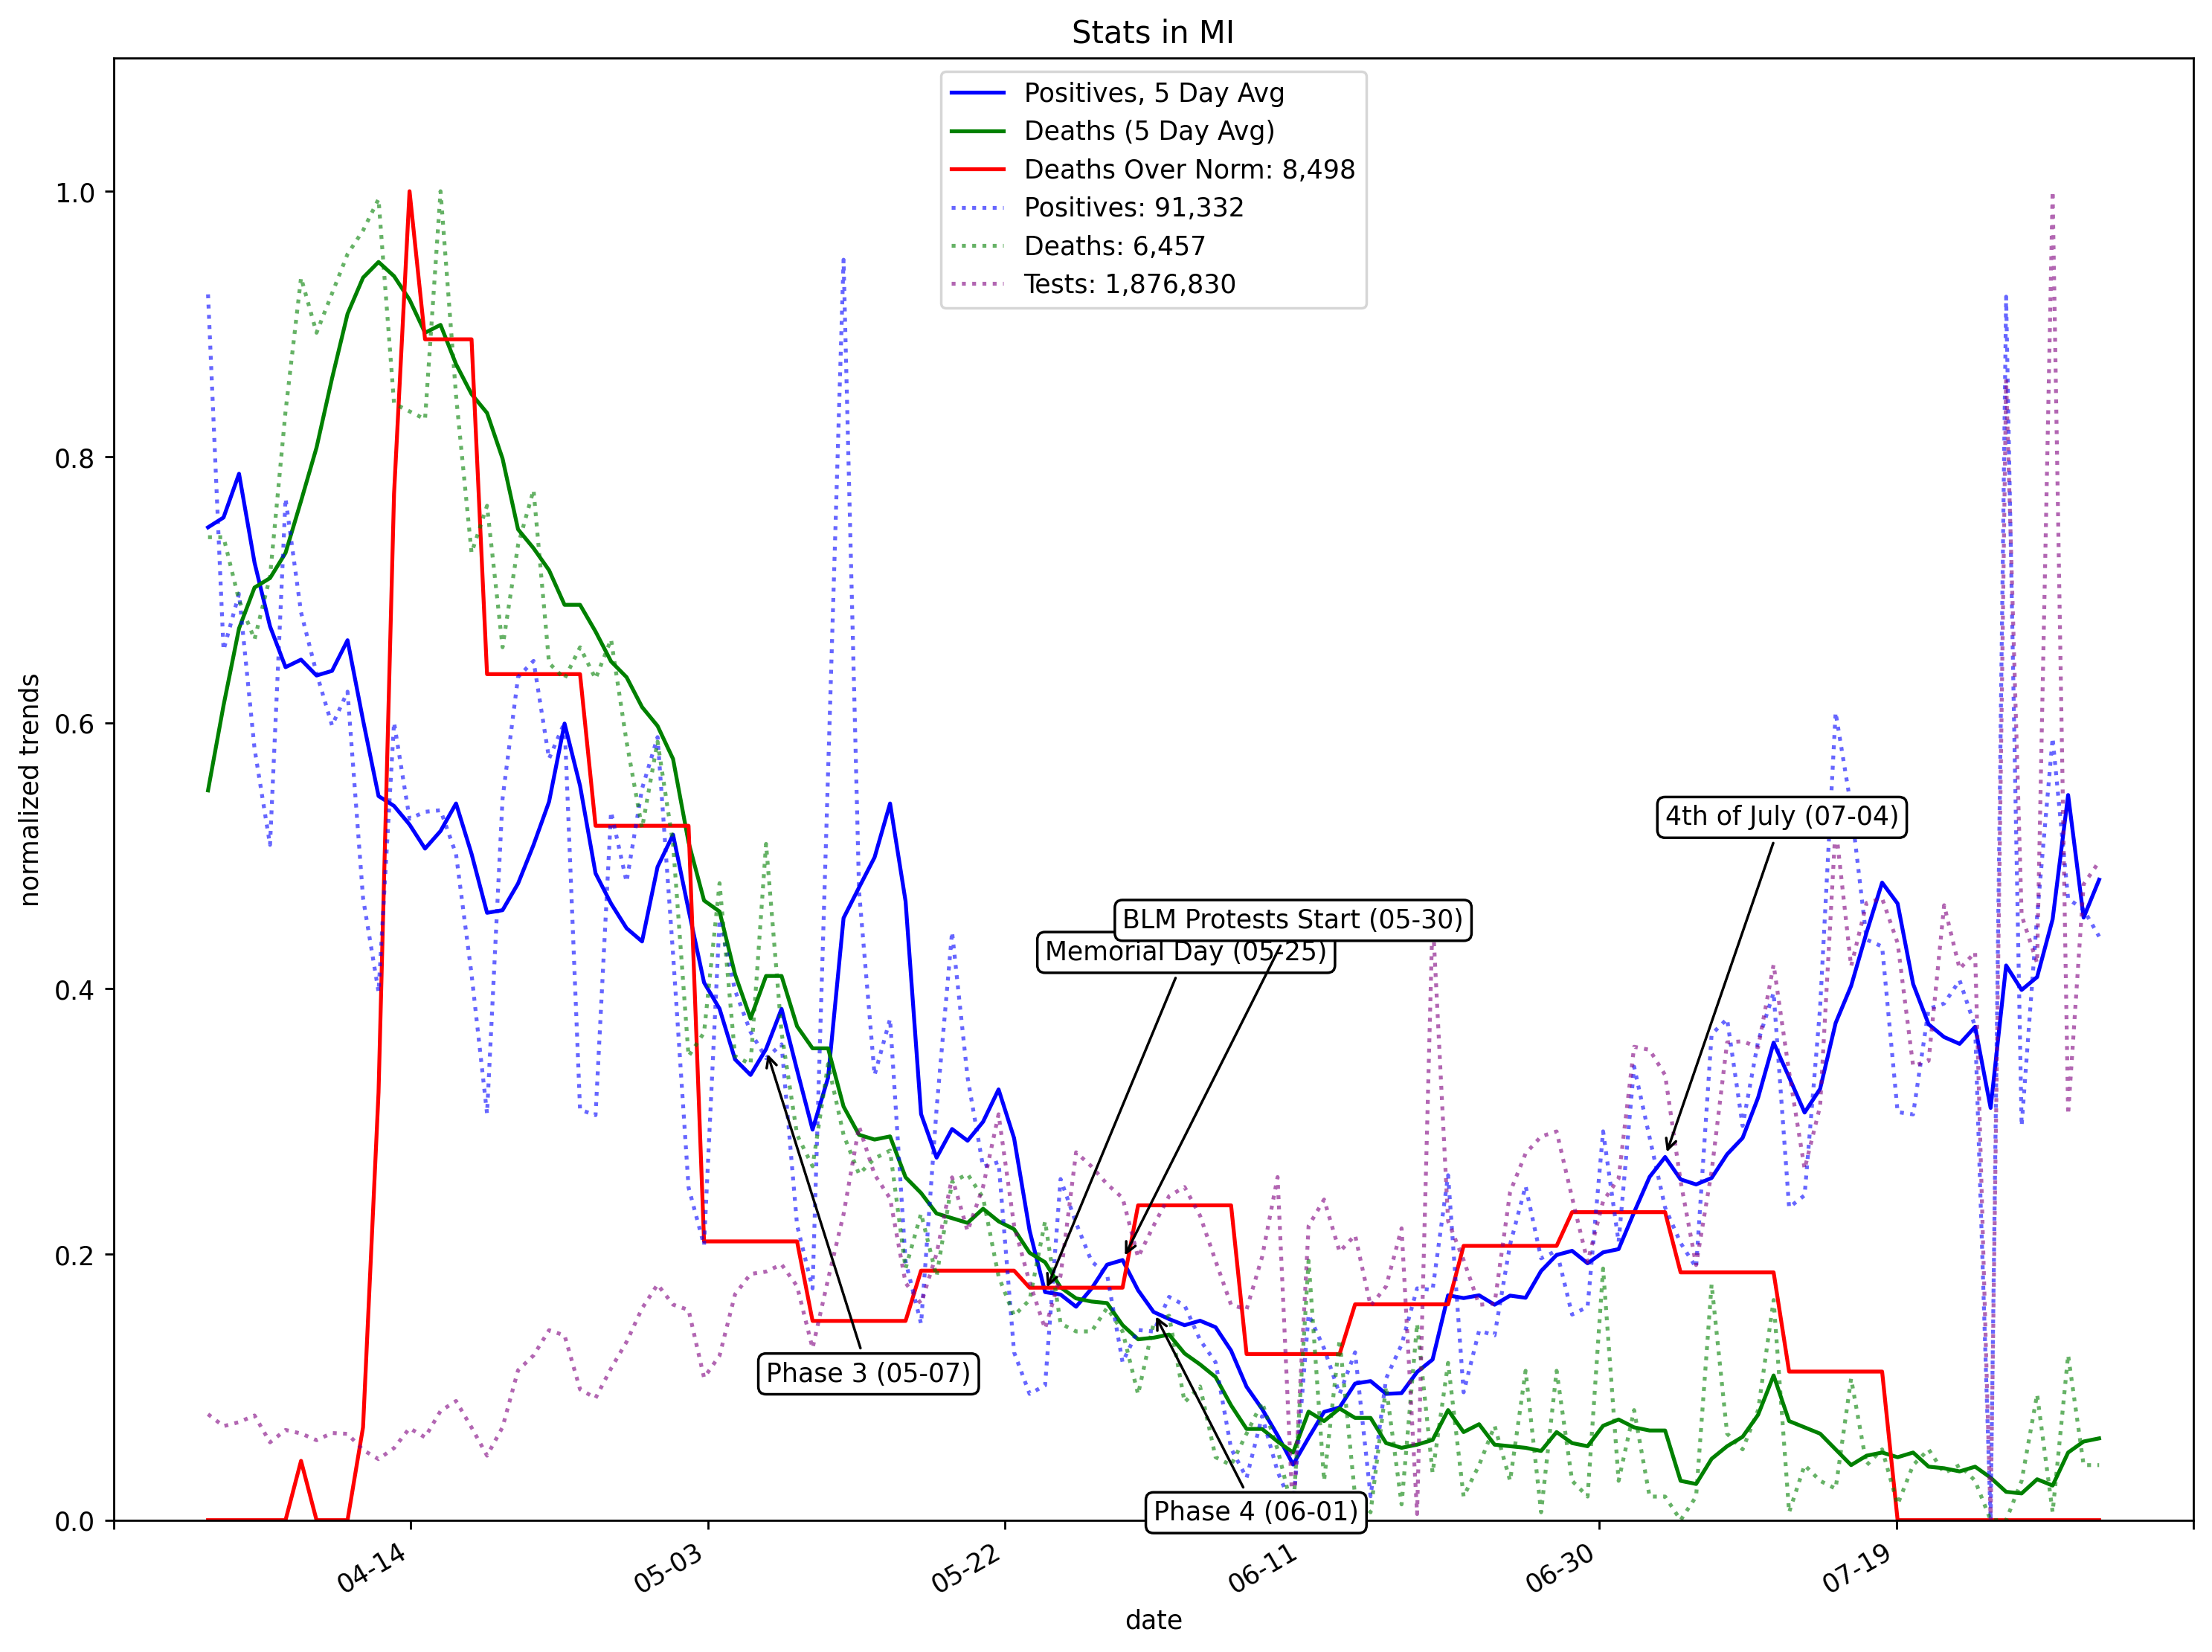 Stats in MI
Positives, 5 Day Avg
Deaths (5 Day Avg)
Deaths Over Norm: 8,498
Positives: 91,332
Deaths: 6,457
Tests: 1,876,830
normalized trends
1.0
0.8
0.6
0.4
0.2
0.0
4th of July (07-04)
BLM Protests Start (05-30)
Memorial Day (05-25)
Phase 3 (05-07)
Phase 4 (06-01)
04-14
05-03
05-22
06-11
06-30
07-19
date